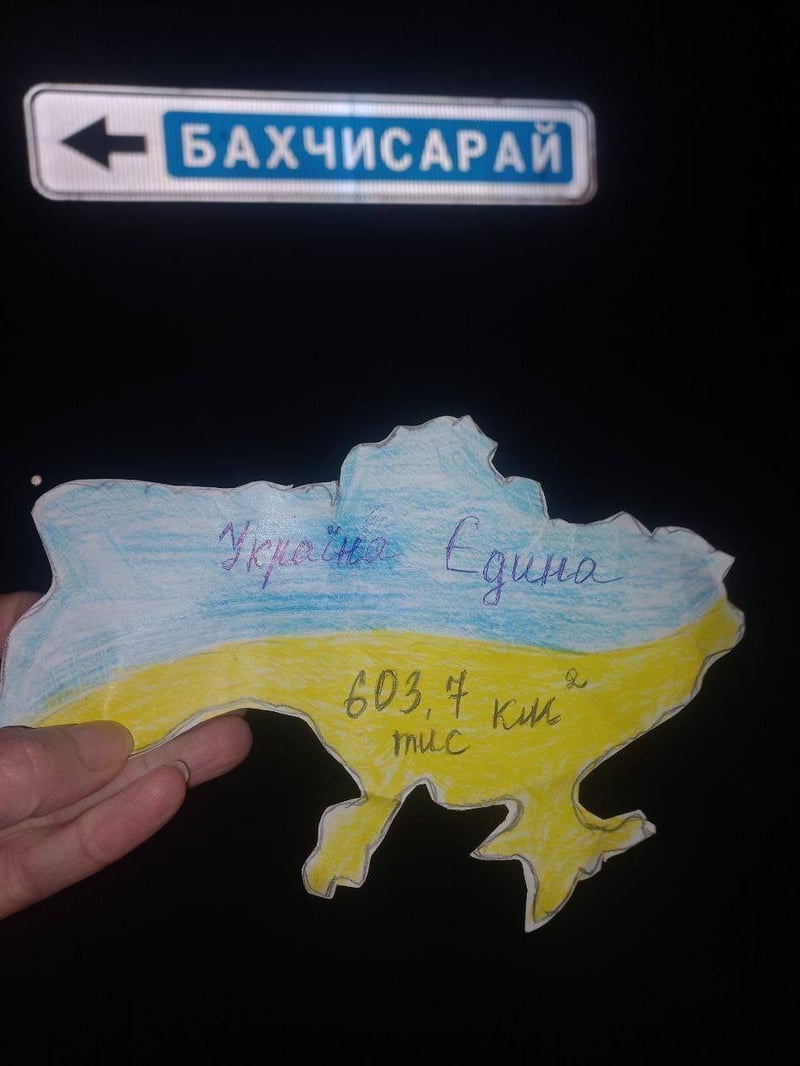 БАХЧИСАРАЙ
Україна Єдина
603,7 км²
тис